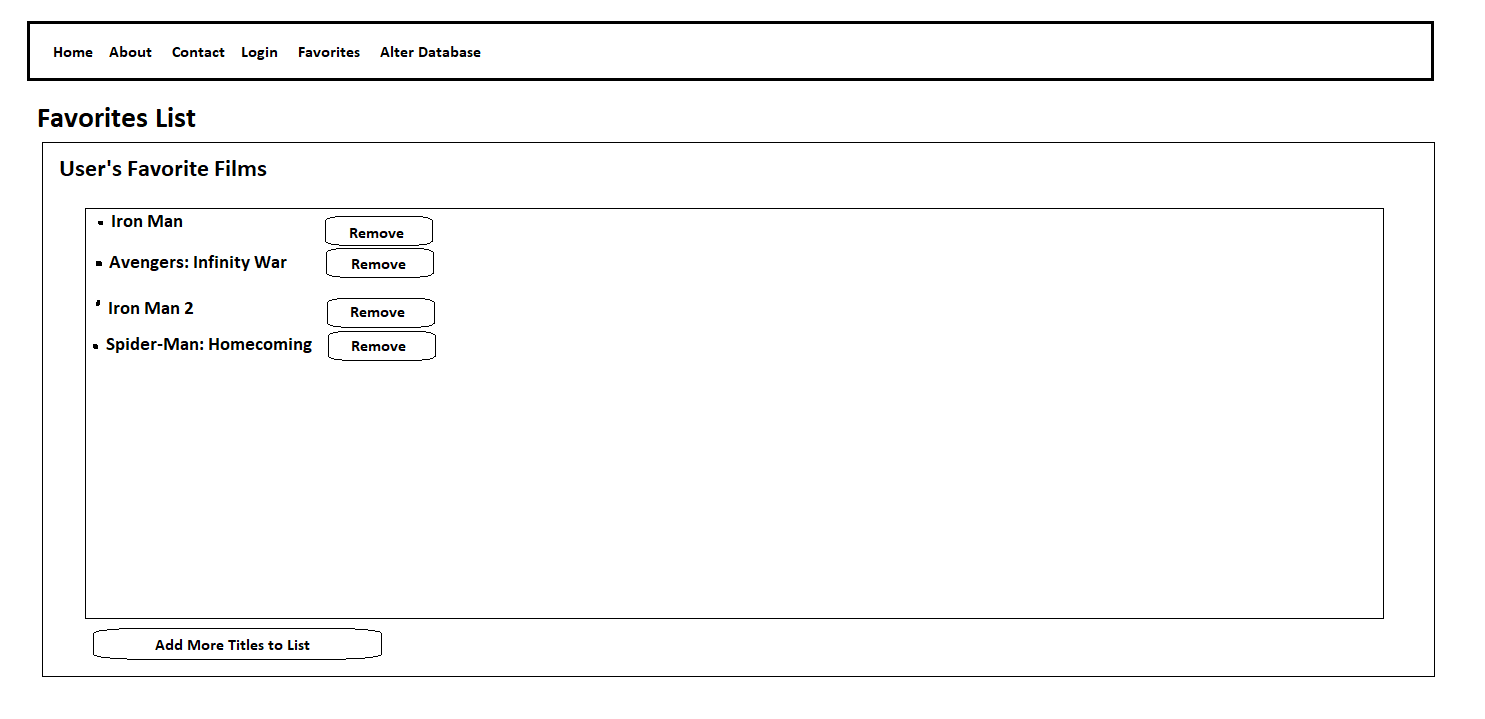 Home About Contact Login Favorites Alter Database
Favorites List
User's Favorite Films
Iron Man Remove
Avengers: Infinity War Remove
Iron Man 2 Remove
Spider-Man: Homecoming Remove
Add More Titles to List